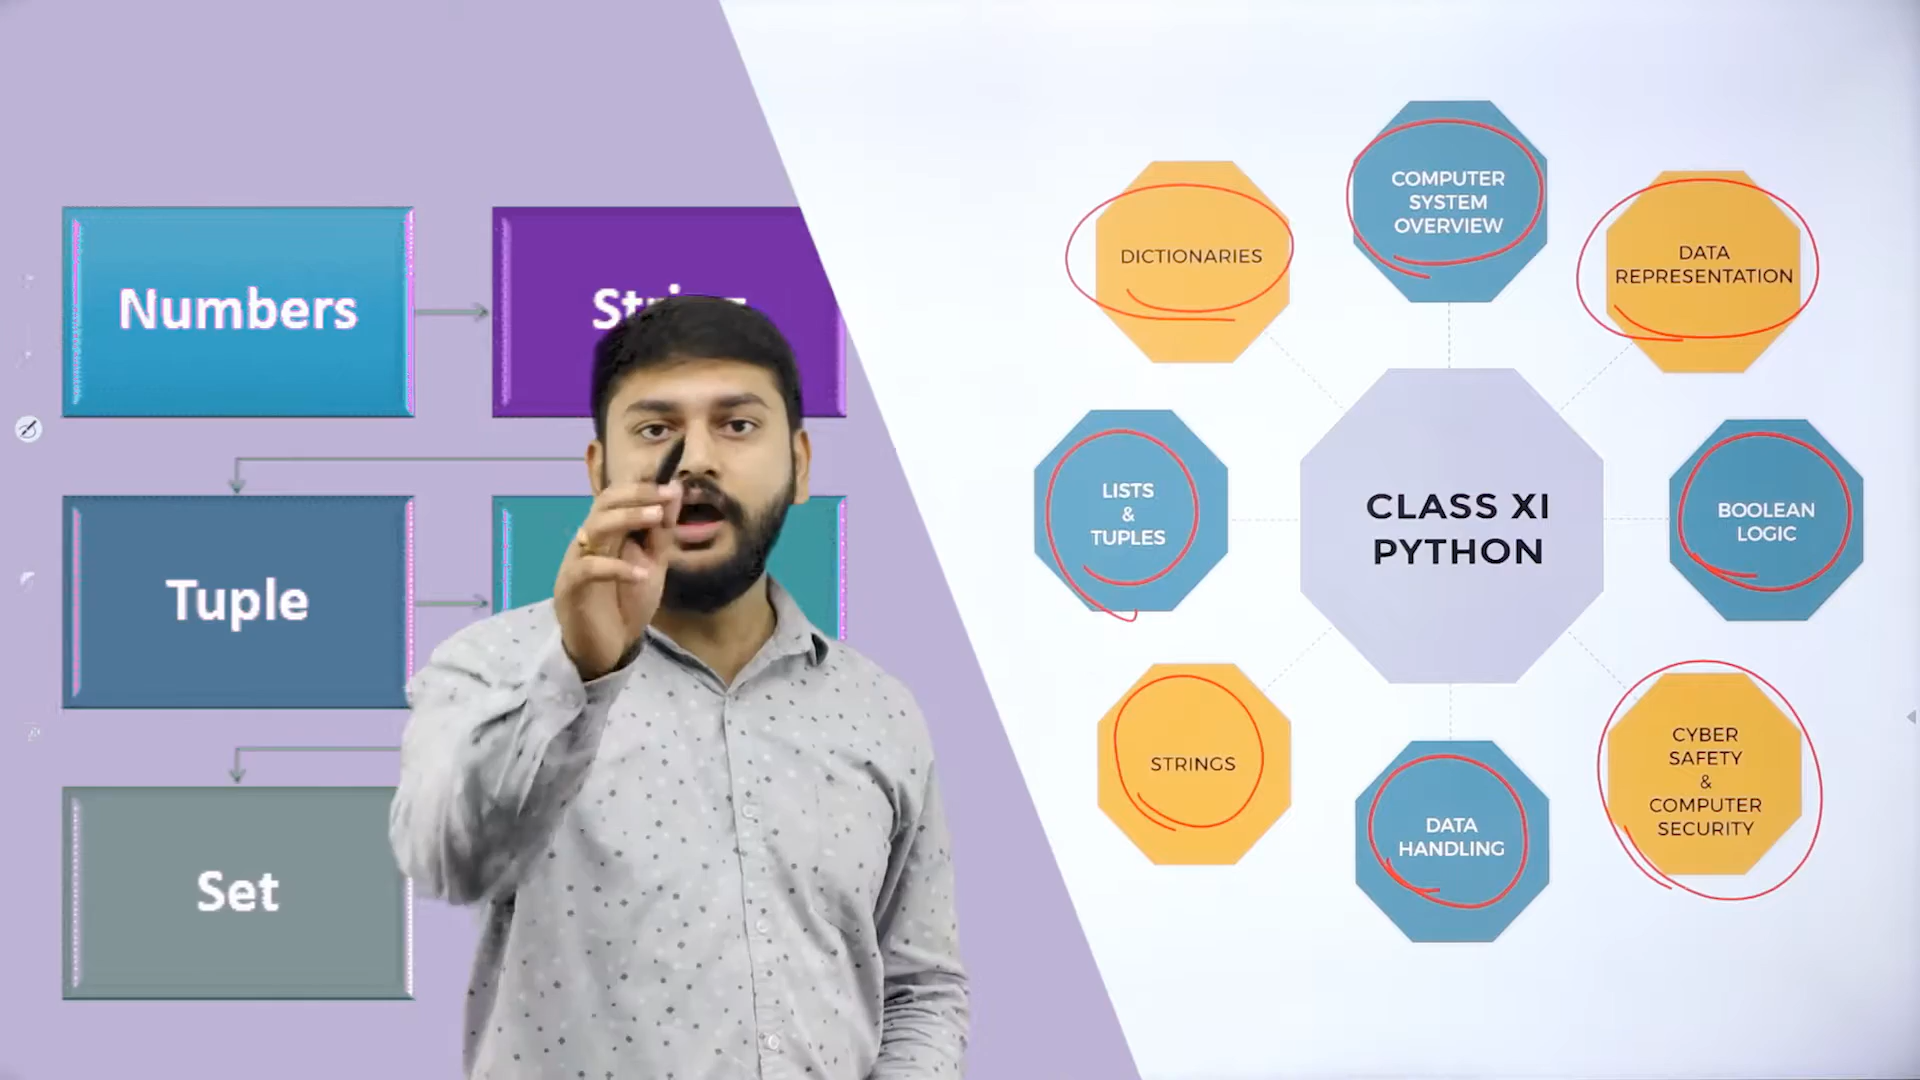 Numbers
Tuple
Set
COMPUTER
SYSTEM
OVERVIEW
DICTIONARIES
DATA
REPRESENTATION
LISTS
&
TUPLES
CLASS XI
PYTHON
BOOLEAN
LOGIC
STRINGS
CYBER
SAFETY
&
COMPUTER
SECURITY
DATA
HANDLING